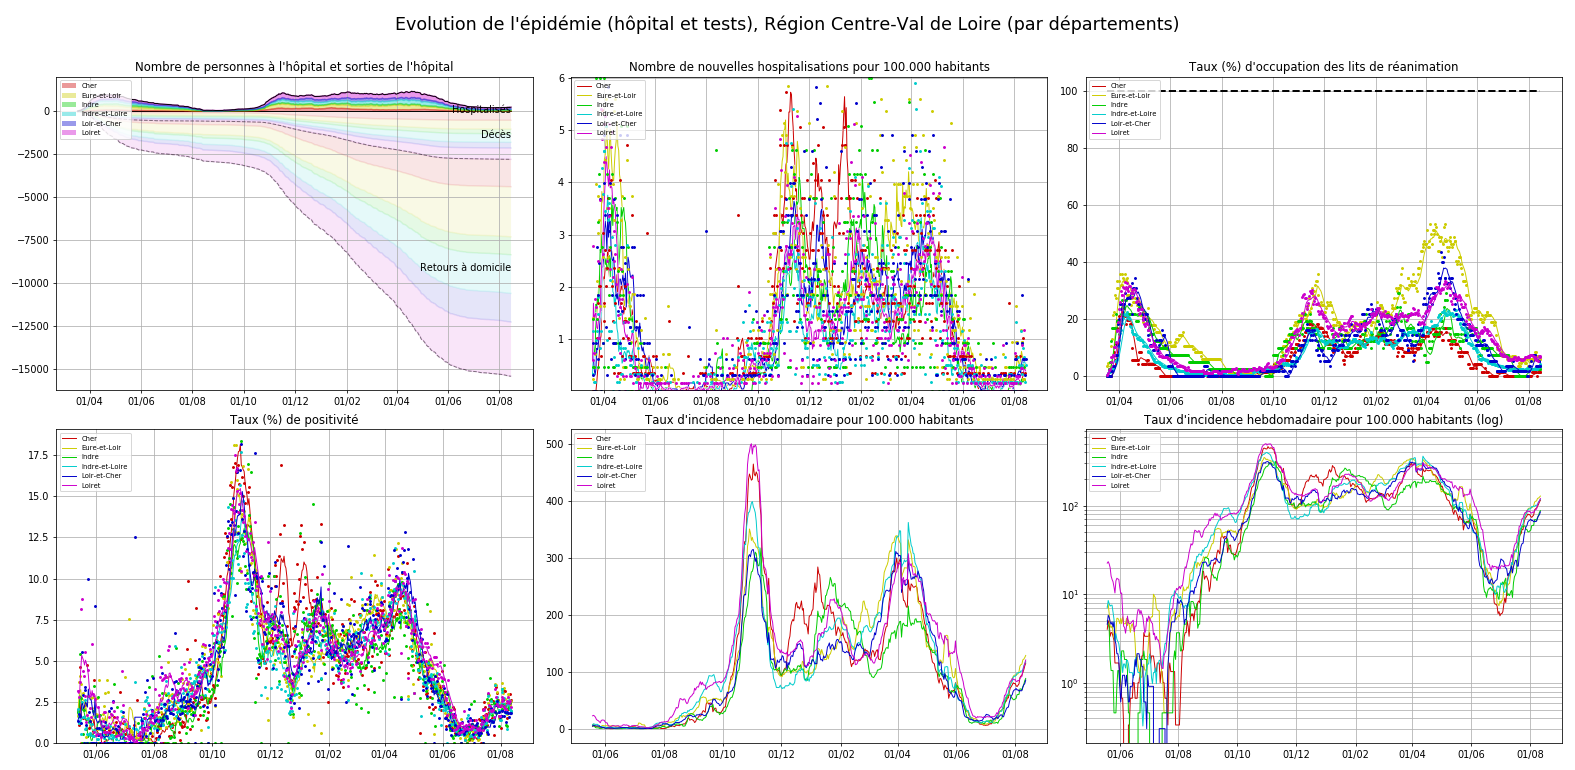 Evolution de l'épidémie (hôpital et tests), Région Centre-Val de Loire (par départements)
Nombre de personnes à l'hôpital et sorties de l'hôpital
Cher
Eure-et-Loir
Indre
Indre-et-Loire
Loir-et-Cher
Loiret
Hospitalisés
Décès
Retours à domicile
0
−2500
−5000
−7500
−10000
−12500
−15000
01/04 01/06 01/08 01/10 01/12 01/02 01/04 01/06 01/08
Nombre de nouvelles hospitalisations pour 100.000 habitants
Cher
Eure-et-Loir
Indre
Indre-et-Loire
Loir-et-Cher
Loiret
6
5
4
3
2
1
01/04 01/06 01/08 01/10 01/12 01/02 01/04 01/06 01/08
Taux (%) d'occupation des lits de réanimation
Cher
Eure-et-Loir
Indre
Indre-et-Loire
Loir-et-Cher
Loiret
100
80
60
40
20
0
01/04 01/06 01/08 01/10 01/12 01/02 01/04 01/06 01/08
Taux (%) de positivité
Cher
Eure-et-Loir
Indre
Indre-et-Loire
Loir-et-Cher
Loiret
17.5
15.0
12.5
10.0
7.5
5.0
2.5
0.0
01/06 01/08 01/10 01/12 01/02 01/04 01/06 01/08
Taux d'incidence hebdomadaire pour 100.000 habitants
Cher
Eure-et-Loir
Indre
Indre-et-Loire
Loir-et-Cher
Loiret
500
400
300
200
100
0
01/06 01/08 01/10 01/12 01/02 01/04 01/06 01/08
Taux d'incidence hebdomadaire pour 100.000 habitants (log)
Cher
Eure-et-Loir
Indre
Indre-et-Loire
Loir-et-Cher
Loiret
10²
10¹
10⁰
01/06 01/08 01/10 01/12 01/02 01/04 01/06 01/08